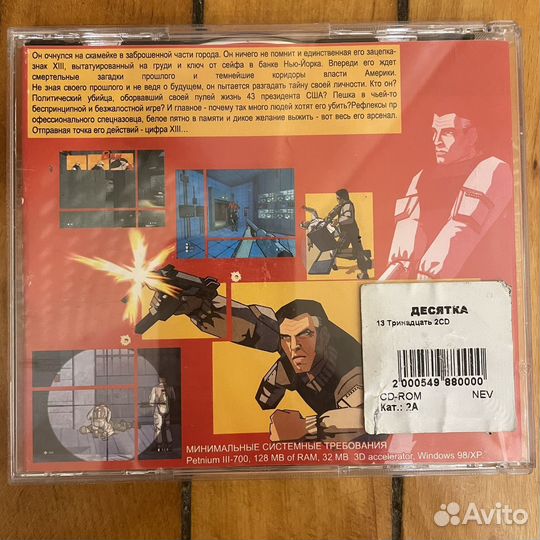 Он очнулся на скамейке в заброшенной части города. Он ничего не помнит и единственная его зацепка-
знак XIII, вытатуированный на груди и ключ от сейфа в банке Нью-Йорка. Впереди его ждет
смертельные загадки прошлого и темнейшие коридоры власти Америки.
Не зная своего прошлого и не ведя о будущем, он пытается разгадать тайну своей личности. Кто он?
Политический убийца, оборвавший своей пулей жизнь 43 президента США? Пешка в чьей-то
беспринципной и безжалостной игре? И главное - почему так много людей хотят его убить?Рефлексы пр
офессионального спецназовца, белое пятно в памяти и дикое желание выжить - вот весь его арсенал.
Отправная точка его действий - цифра XIII...
ДЕСЯТКА
13 Тринадцать 2CD
2 000549 880000
CD-ROM NEV
Кат.: 2А
МИНИМАЛЬНЫЕ СИСТЕМНЫЕ ТРЕБОВАНИЯ
Petnium III-700, 128 MB of RAM, 32 MB 3D accelerator, Windows 98/XP
Avito